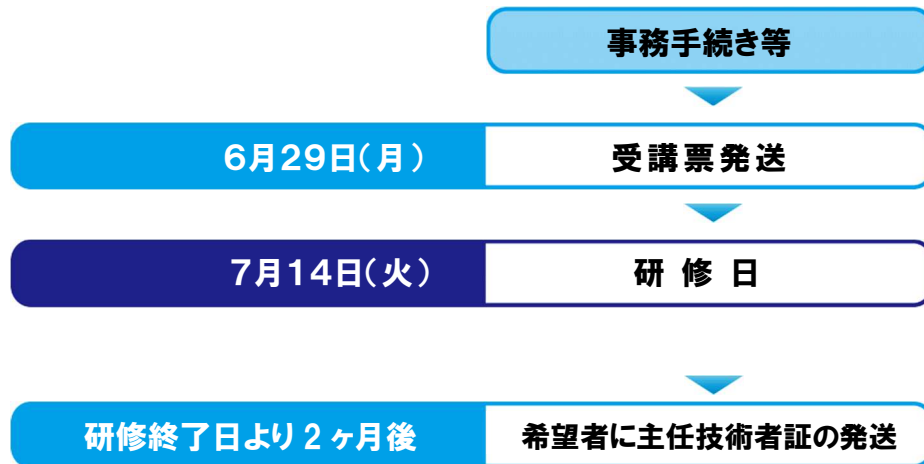 事務手続き等
6月29日(月) 受講票発送
7月14日(火) 研修日
研修終了日より2ヶ月後 希望者に主任技術者証の発送